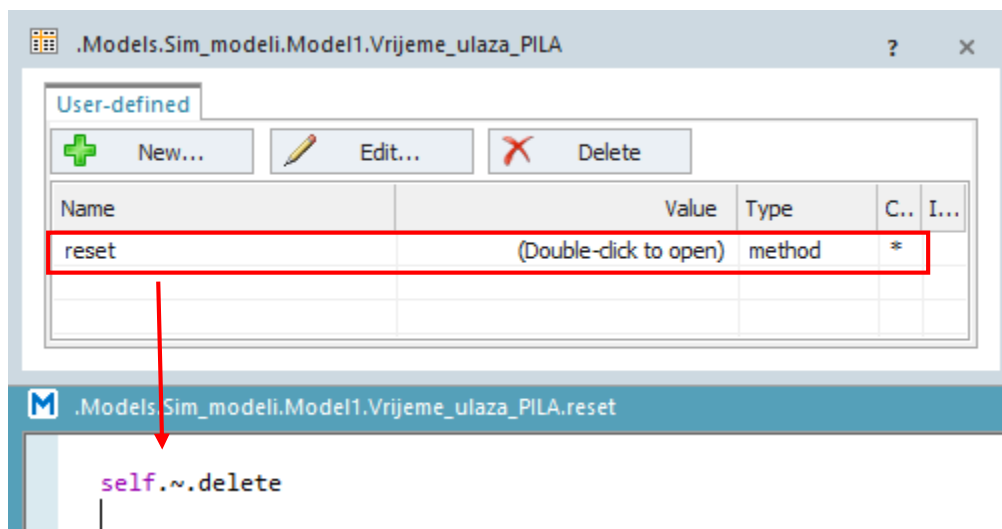 .Models.Sim_modeli.Model1.Vrijeme_ulaza_PILA ? ×
User-defined
New... Edit... Delete
Name Value Type C.. I...
reset (Double-click to open) method *
M .Models.Sim_modeli.Model1.Vrijeme_ulaza_PILA.reset
self.~.delete